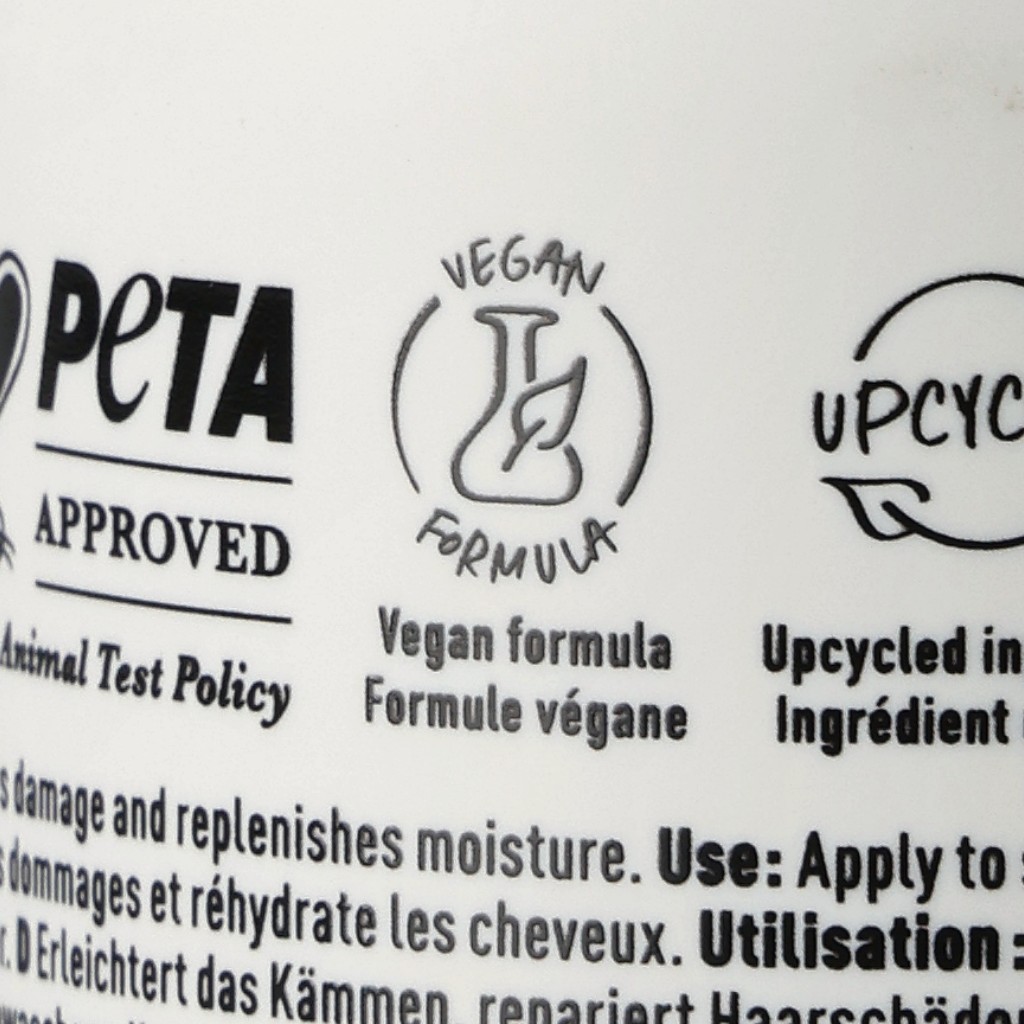 PETA
APPROVED
Animal Test Policy
VEGAN
FORMULA
Vegan formula
Formule végane
UPCYC
Upcycled in
Ingrédient
s damage and replenishes moisture. Use: Apply to
dommages et réhydrate les cheveux. Utilisation:
r. D Erleichtert das Kämmen, repariert Haarschäde